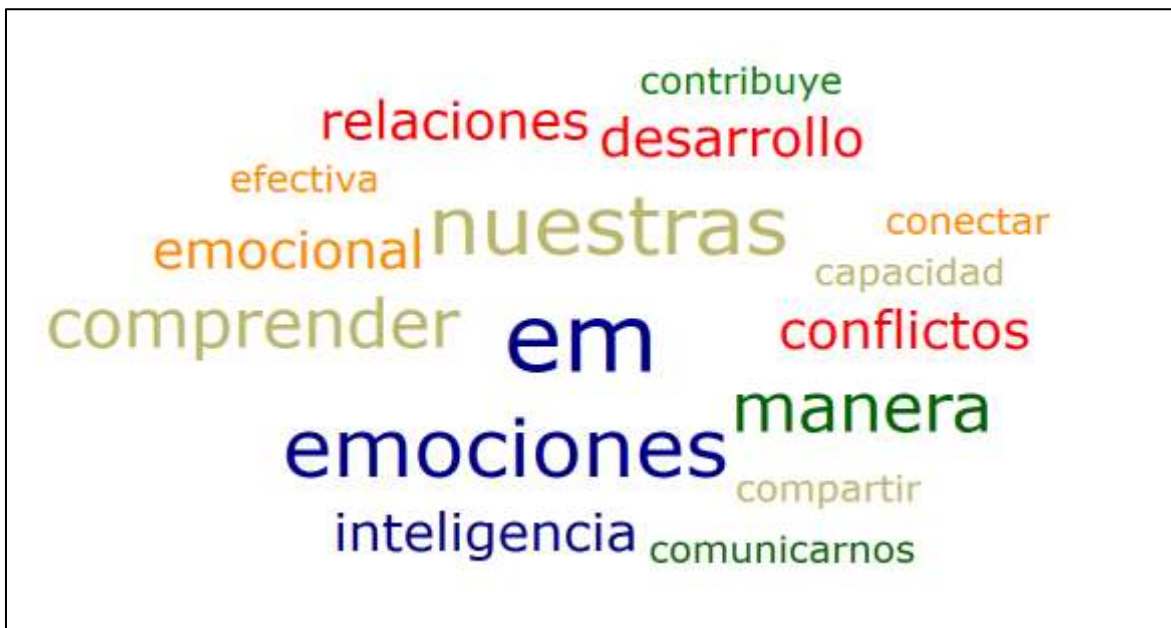 contribuye
relaciones desarrollo
efectiva
nuestras
conectar
emocional
capacidad
comprender
em
conflictos
manera
emociones
compartir
inteligencia
comunicarnos